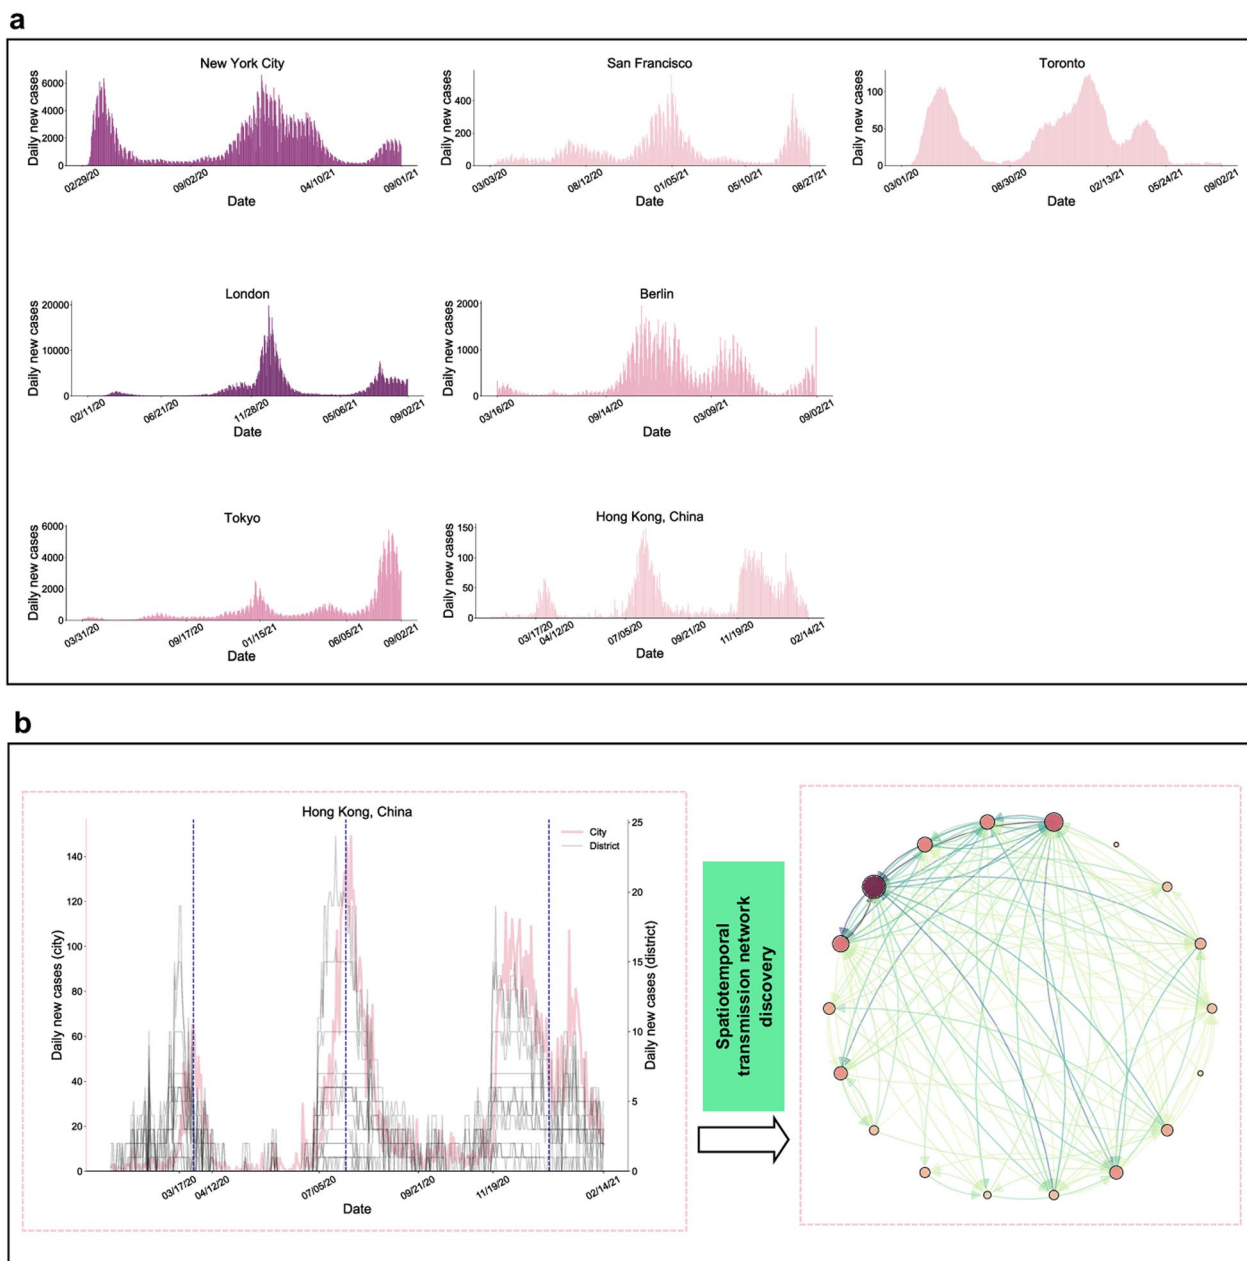 a
New York City
Daily new cases
6000
4000
2000
0
02/29/20
09/02/20
04/10/21
09/01/21
Date
San Francisco
Daily new cases
400
200
0
03/03/20
08/12/20
01/05/21
05/10/21
08/27/21
Date
Toronto
Daily new cases
100
50
0
03/01/20
08/30/20
02/13/21
05/24/21
09/02/21
Date
London
Daily new cases
20000
10000
0
02/11/20
06/21/20
11/28/20
05/06/21
09/02/21
Date
Berlin
Daily new cases
2000
1000
0
03/16/20
09/14/20
03/09/21
09/02/21
Date
Tokyo
Daily new cases
6000
4000
2000
0
03/31/20
09/17/20
01/15/21
06/05/21
09/02/21
Date
Hong Kong, China
Daily new cases
150
100
50
0
03/17/20
04/12/20
07/05/20
09/21/20
11/19/20
02/14/21
Date
b
Hong Kong, China
City
District
Daily new cases (city)
140
120
100
80
60
40
20
0
25
20
15
10
5
0
Daily new cases (district)
03/17/20
04/12/20
07/05/20
09/21/20
11/19/20
02/14/21
Date
Spatiotemporal
transmission network
discovery